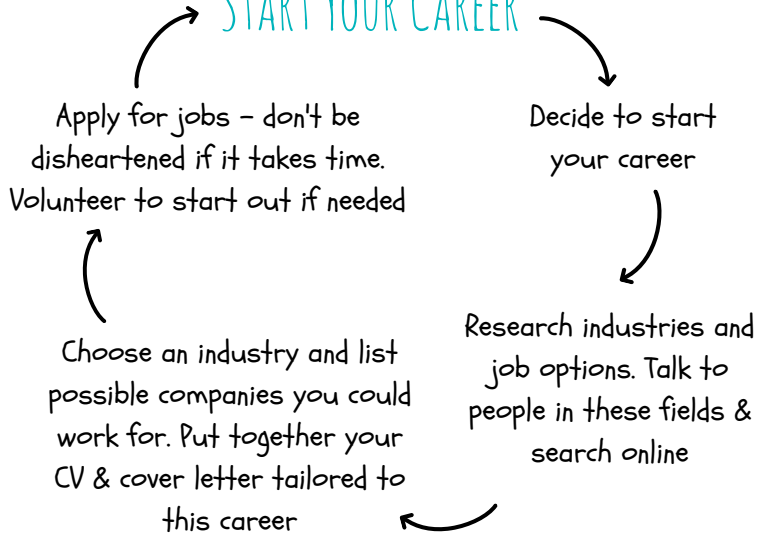 START YOUR CAREER
Decide to start
your career
Research industries and
job options. Talk to
people in these fields &
search online
Choose an industry and list
possible companies you could
work for. Put together your
CV & cover letter tailored to
this career
Apply for jobs – don't be
disheartened if it takes time.
Volunteer to start out if needed